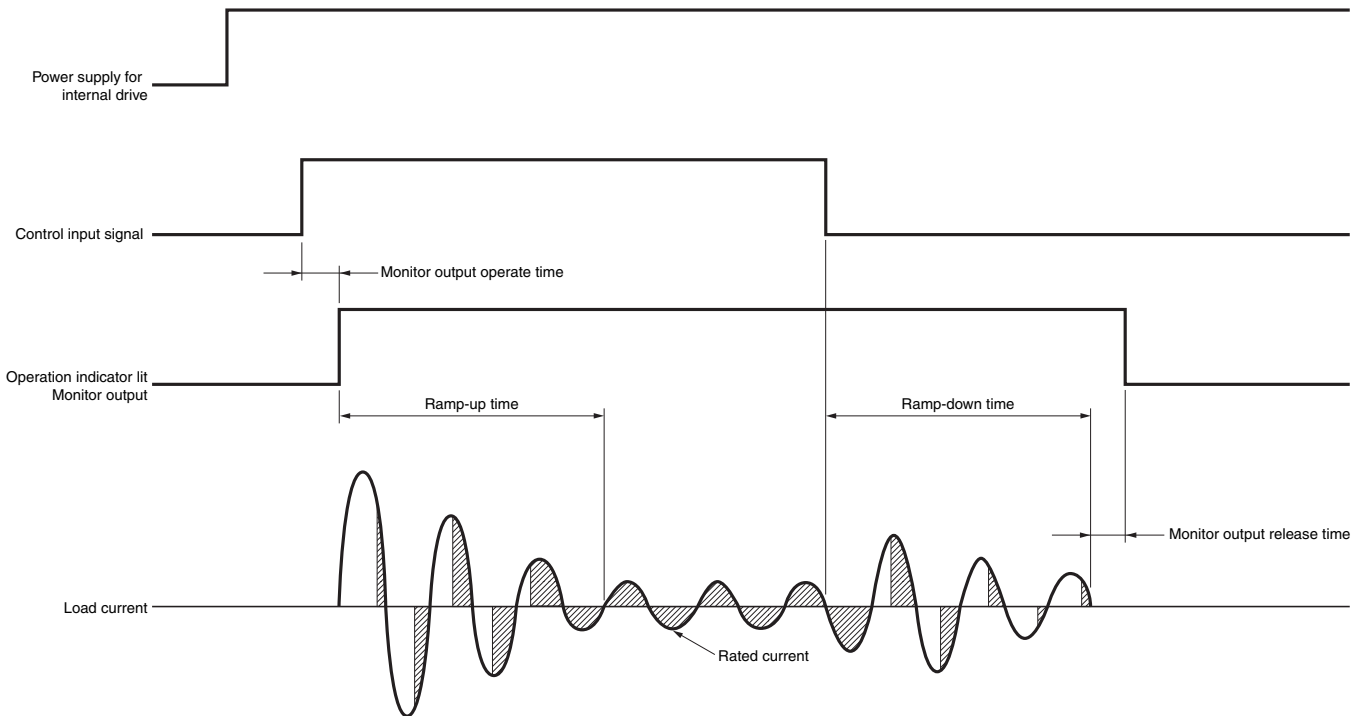 Power supply for
internal drive
Control input signal
Monitor output operate time
Operation indicator lit
Monitor output
Ramp-up time
Ramp-down time
Monitor output release time
Load current
Rated current